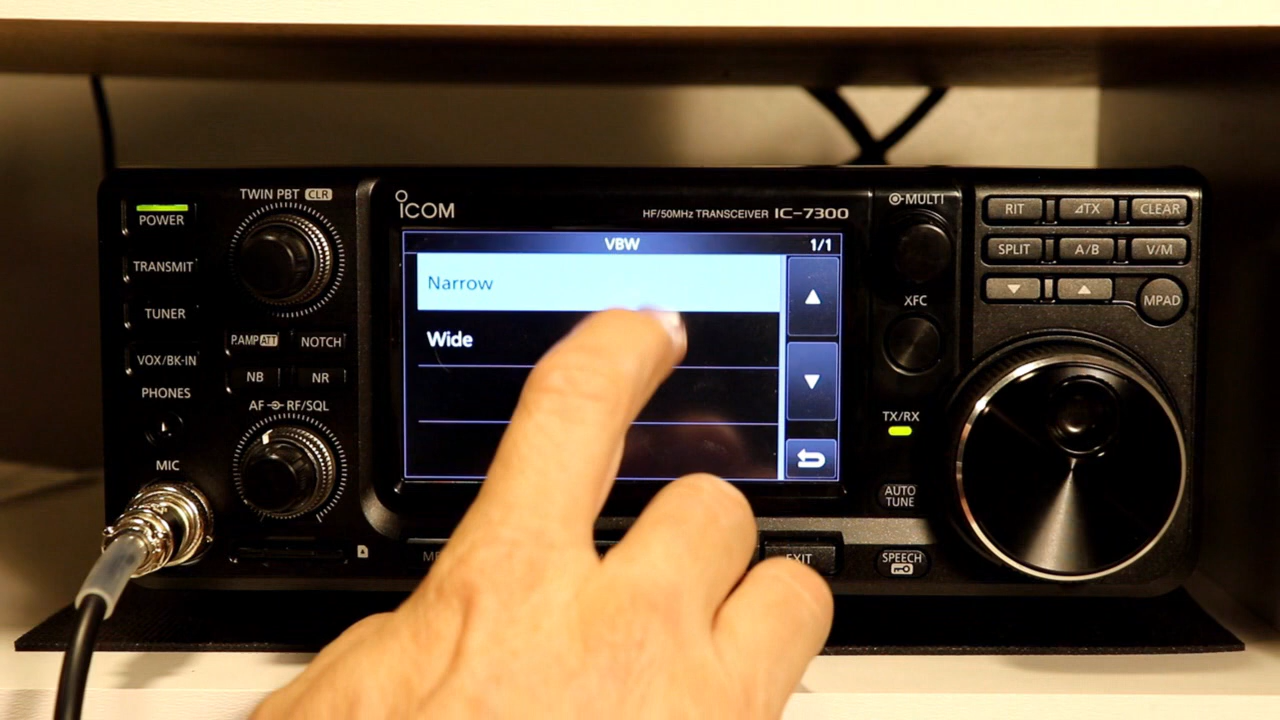 TWIN PBT CLR
POWER
TRANSMIT
TUNER
VOX/BK-IN
PHONES
MIC
P.AMP ATT
NOTCH
NB
NR
AF RF/SQL
ICOM
HF/50MHz TRANSCEIVER IC-7300
VBW
1/1
Narrow
Wide
EXIT
MULTI
XFC
TX/RX
AUTO
TUNE
SPEECH
RIT
⊿TX
CLEAR
SPLIT
A/B
V/M
MPAD